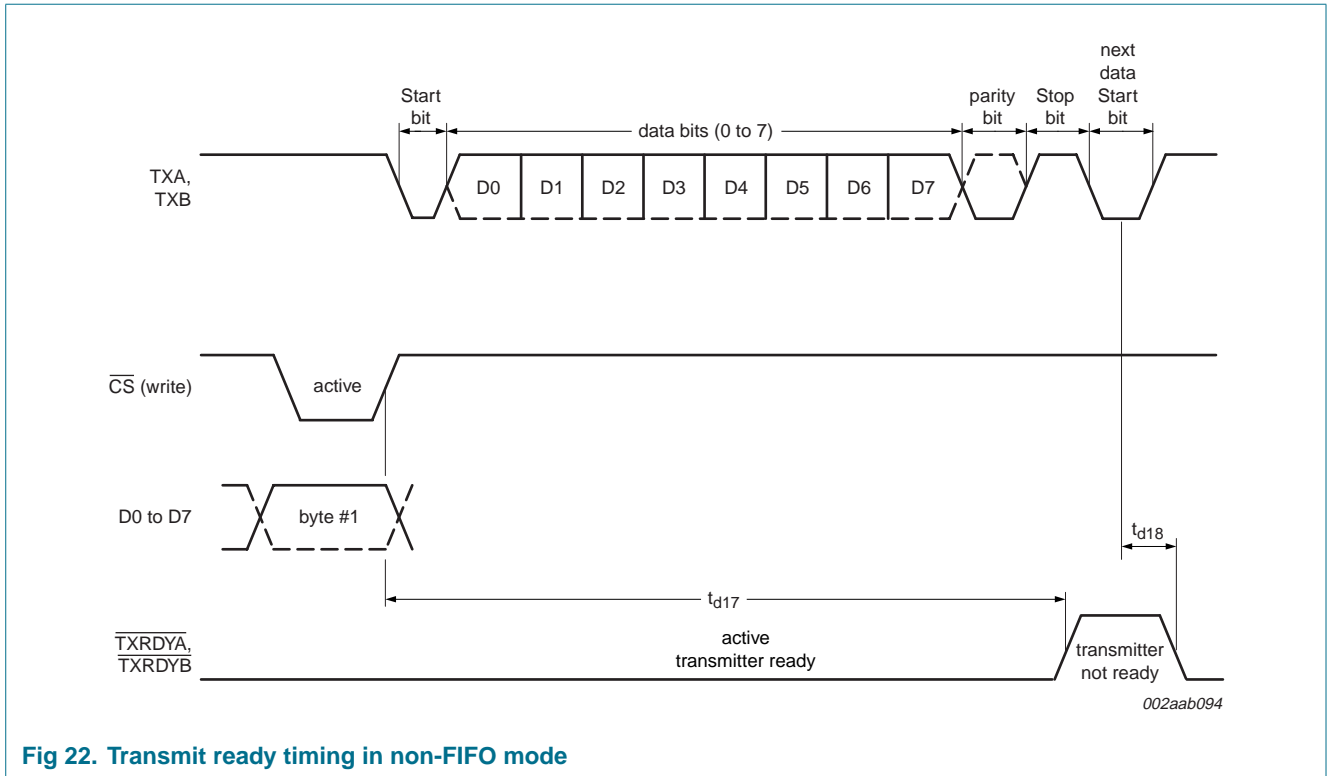 next
data
Start
bit
Start
bit
data bits (0 to 7)
parity
bit
Stop
bit
TXA,
TXB
D0 D1 D2 D3 D4 D5 D6 D7
CS (write)
active
D0 to D7
byte #1
td18
td17
TXRDYA,
TXRDYB
active
transmitter ready
transmitter
not ready
002aab094
Fig 22. Transmit ready timing in non-FIFO mode